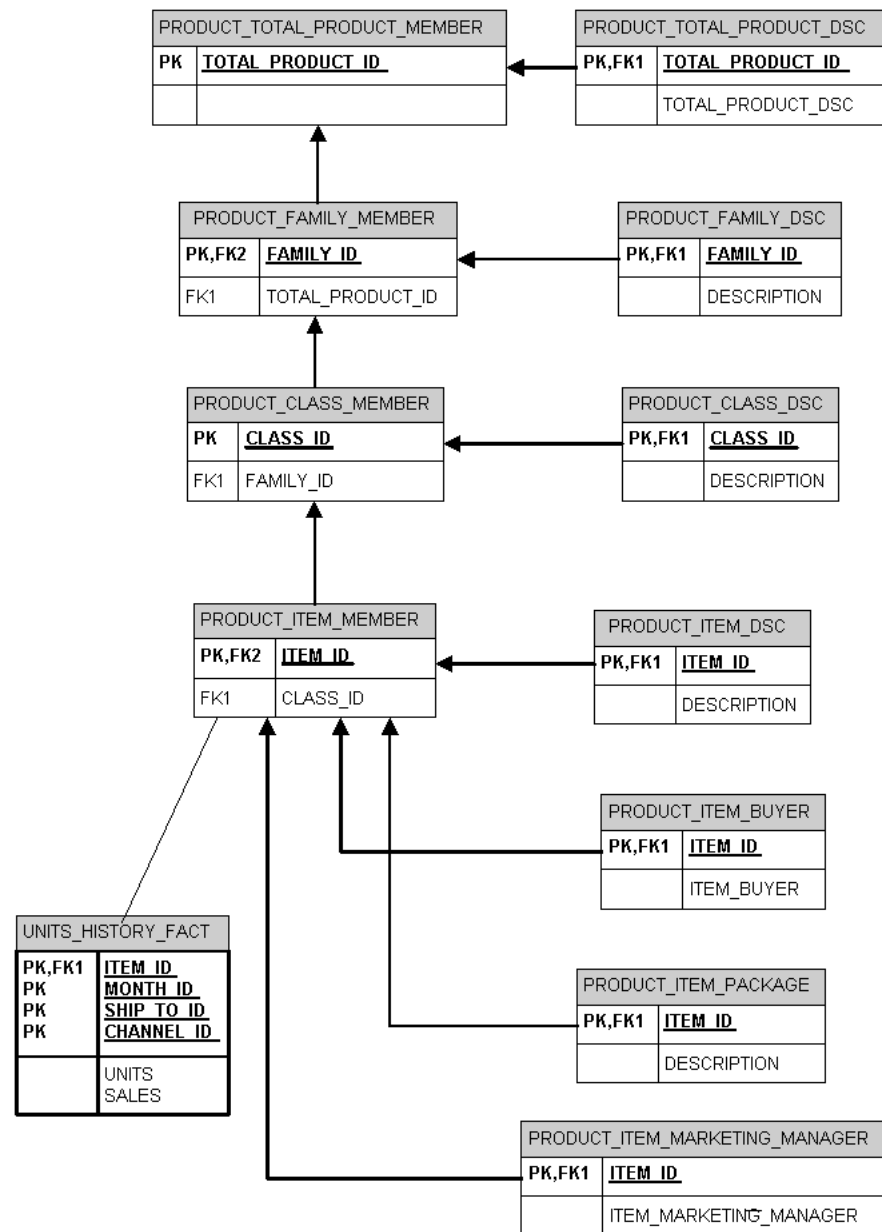 PRODUCT_TOTAL_PRODUCT_MEMBER
PK TOTAL_PRODUCT_ID
PRODUCT_TOTAL_PRODUCT_DSC
PK,FK1 TOTAL_PRODUCT_ID
TOTAL_PRODUCT_DSC
PRODUCT_FAMILY_MEMBER
PK,FK2 FAMILY_ID
FK1 TOTAL_PRODUCT_ID
PRODUCT_FAMILY_DSC
PK,FK1 FAMILY_ID
DESCRIPTION
PRODUCT_CLASS_MEMBER
PK CLASS_ID
FK1 FAMILY_ID
PRODUCT_CLASS_DSC
PK,FK1 CLASS_ID
DESCRIPTION
PRODUCT_ITEM_MEMBER
PK,FK2 ITEM_ID
FK1 CLASS_ID
PRODUCT_ITEM_DSC
PK,FK1 ITEM_ID
DESCRIPTION
PRODUCT_ITEM_BUYER
PK,FK1 ITEM_ID
ITEM_BUYER
UNITS_HISTORY_FACT
PK,FK1 ITEM_ID
PK MONTH_ID
PK SHIP_TO_ID
PK CHANNEL_ID
UNITS
SALES
PRODUCT_ITEM_PACKAGE
PK,FK1 ITEM_ID
DESCRIPTION
PRODUCT_ITEM_MARKETING_MANAGER
PK,FK1 ITEM_ID
ITEM_MARKETING_MANAGER